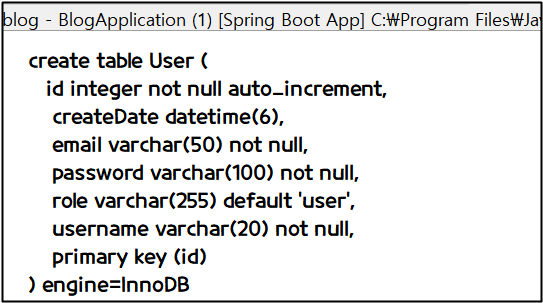 blog - BlogApplication (1) [Spring Boot App] C:₩Program Files₩Jav
create table User (
id integer not null auto_increment,
createDate datetime(6),
email varchar(50) not null,
password varchar(100) not null,
role varchar(255) default 'user',
username varchar(20) not null,
primary key (id)
) engine=InnoDB